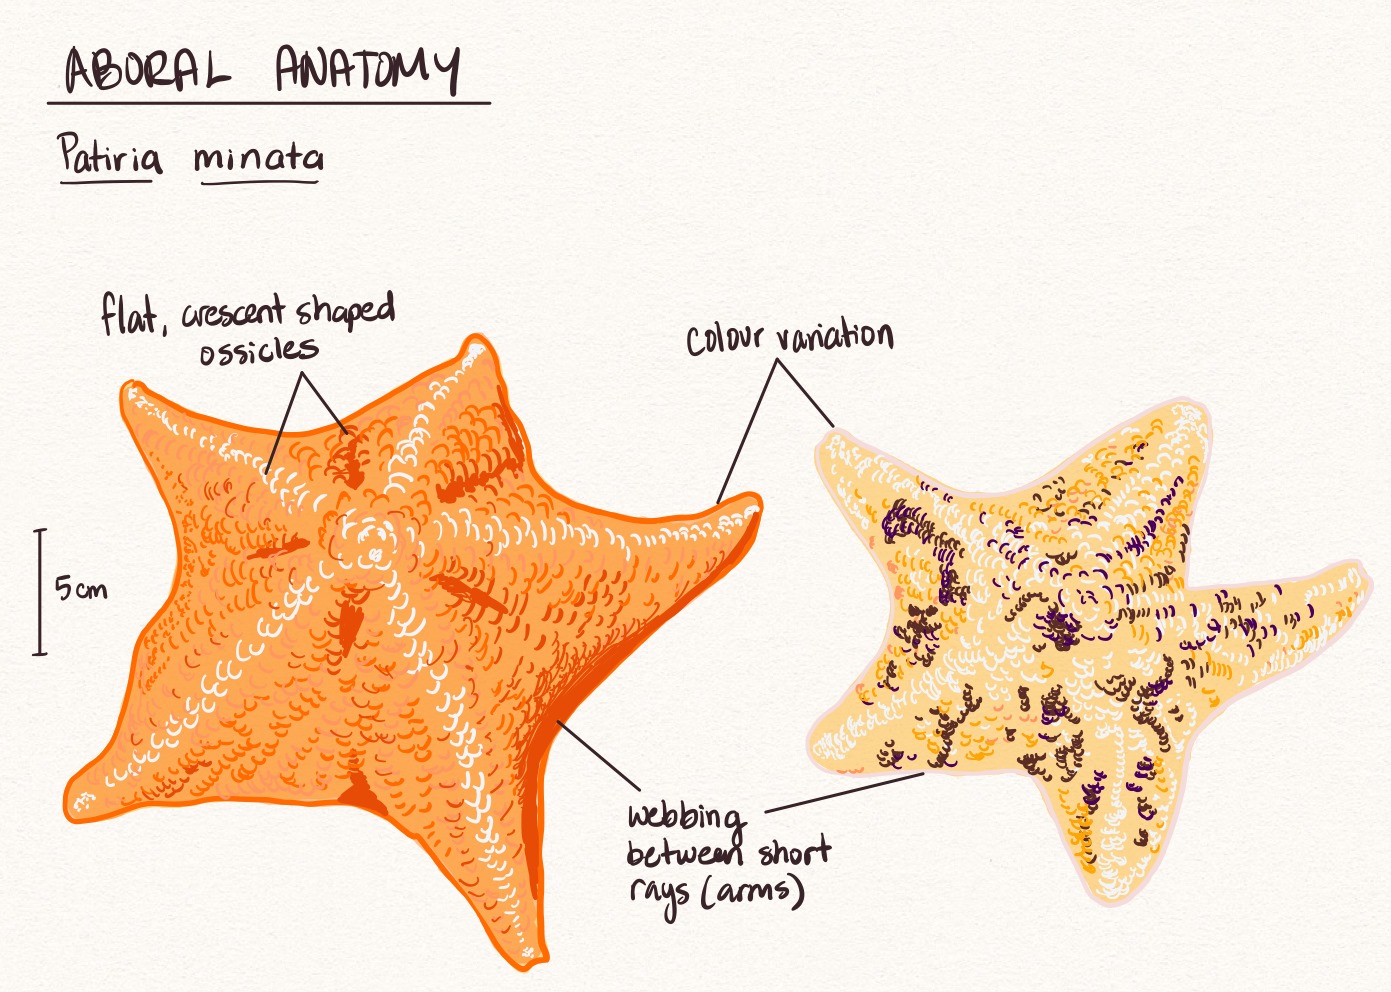 ABORAL ANATOMY
Patiria minata
flat, crescent shaped
ossicles
colour variation
5cm
webbing
between short
rays (arms)